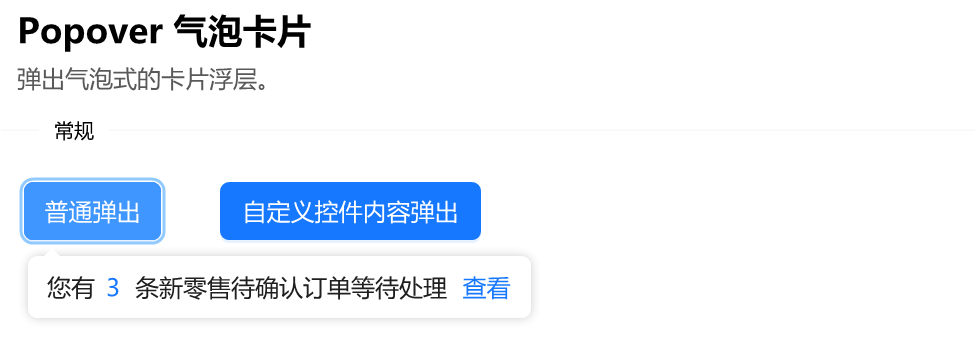 Popover 气泡卡片
弹出气泡式的卡片浮层。
常规
普通弹出 自定义控件内容弹出
您有 3 条新零售待确认订单等待处理 查看